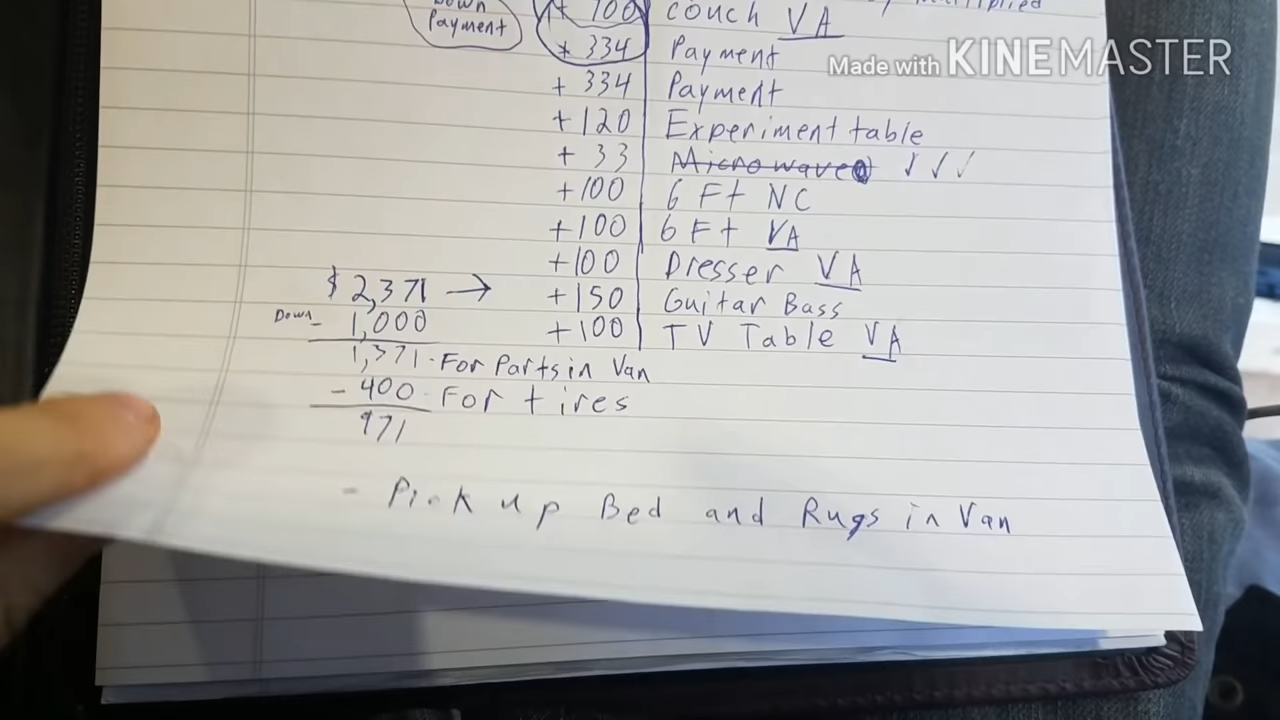 Down
Payment
+ 100 couch VA
+ 334 Payment
+ 334 Payment
+120 Experiment table
+ 33 Microwave ✓✓✓
+100 6 Ft NC
+100 6 Ft VA
+100 Dresser VA
+150 Guitar Bass
+100 TV Table VA
$2,371 →
Down - 1,000
1,371 - For Parts in Van
- 400 - For tires
971
- Pick up Bed and Rugs in Van
Made with KINEMASTER